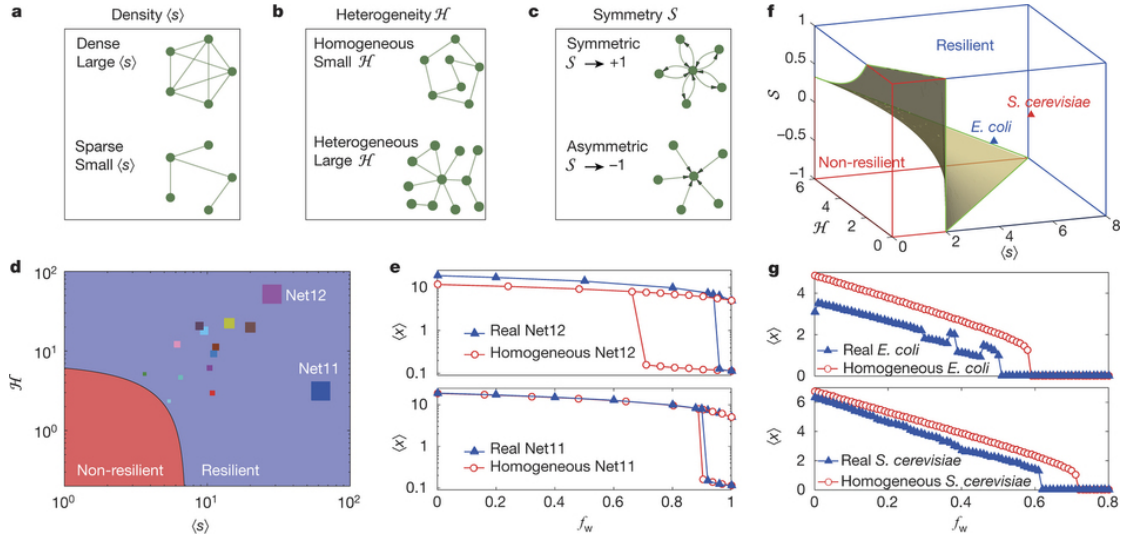 a
Density ⟨s⟩
Dense
Large ⟨s⟩
Sparse
Small ⟨s⟩
b
Heterogeneity ℋ
Homogeneous
Small ℋ
Heterogeneous
Large ℋ
c
Symmetry 𝒮
Symmetric
𝒮 → +1
Asymmetric
𝒮 → −1
d
10²
10¹
10⁰
ℋ
Net12
Net11
Non-resilient
Resilient
10⁰ 10¹ 10²
⟨s⟩
e
10
1
0.1
⟨x⟩
Real Net12
Homogeneous Net12
10
1
0.1
⟨x⟩
Real Net11
Homogeneous Net11
0 0.2 0.4 0.6 0.8 1
f_w
f
1
0.5
0
−0.5
−1
𝒮
Resilient
S. cerevisiae
E. coli
Non-resilient
6
4
2
0
ℋ
0 2 4 6 8
⟨s⟩
g
4
2
0
⟨x⟩
Real E. coli
Homogeneous E. coli
6
4
2
0
⟨x⟩
Real S. cerevisiae
Homogeneous S. cerevisiae
0 0.2 0.4 0.6 0.8
f_w